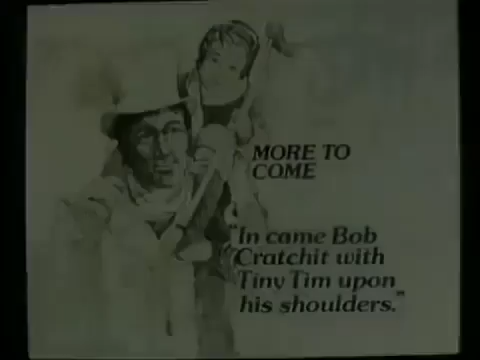 MORE TO
COME
"In came Bob
Cratchit with
Tiny Tim upon
his shoulders."